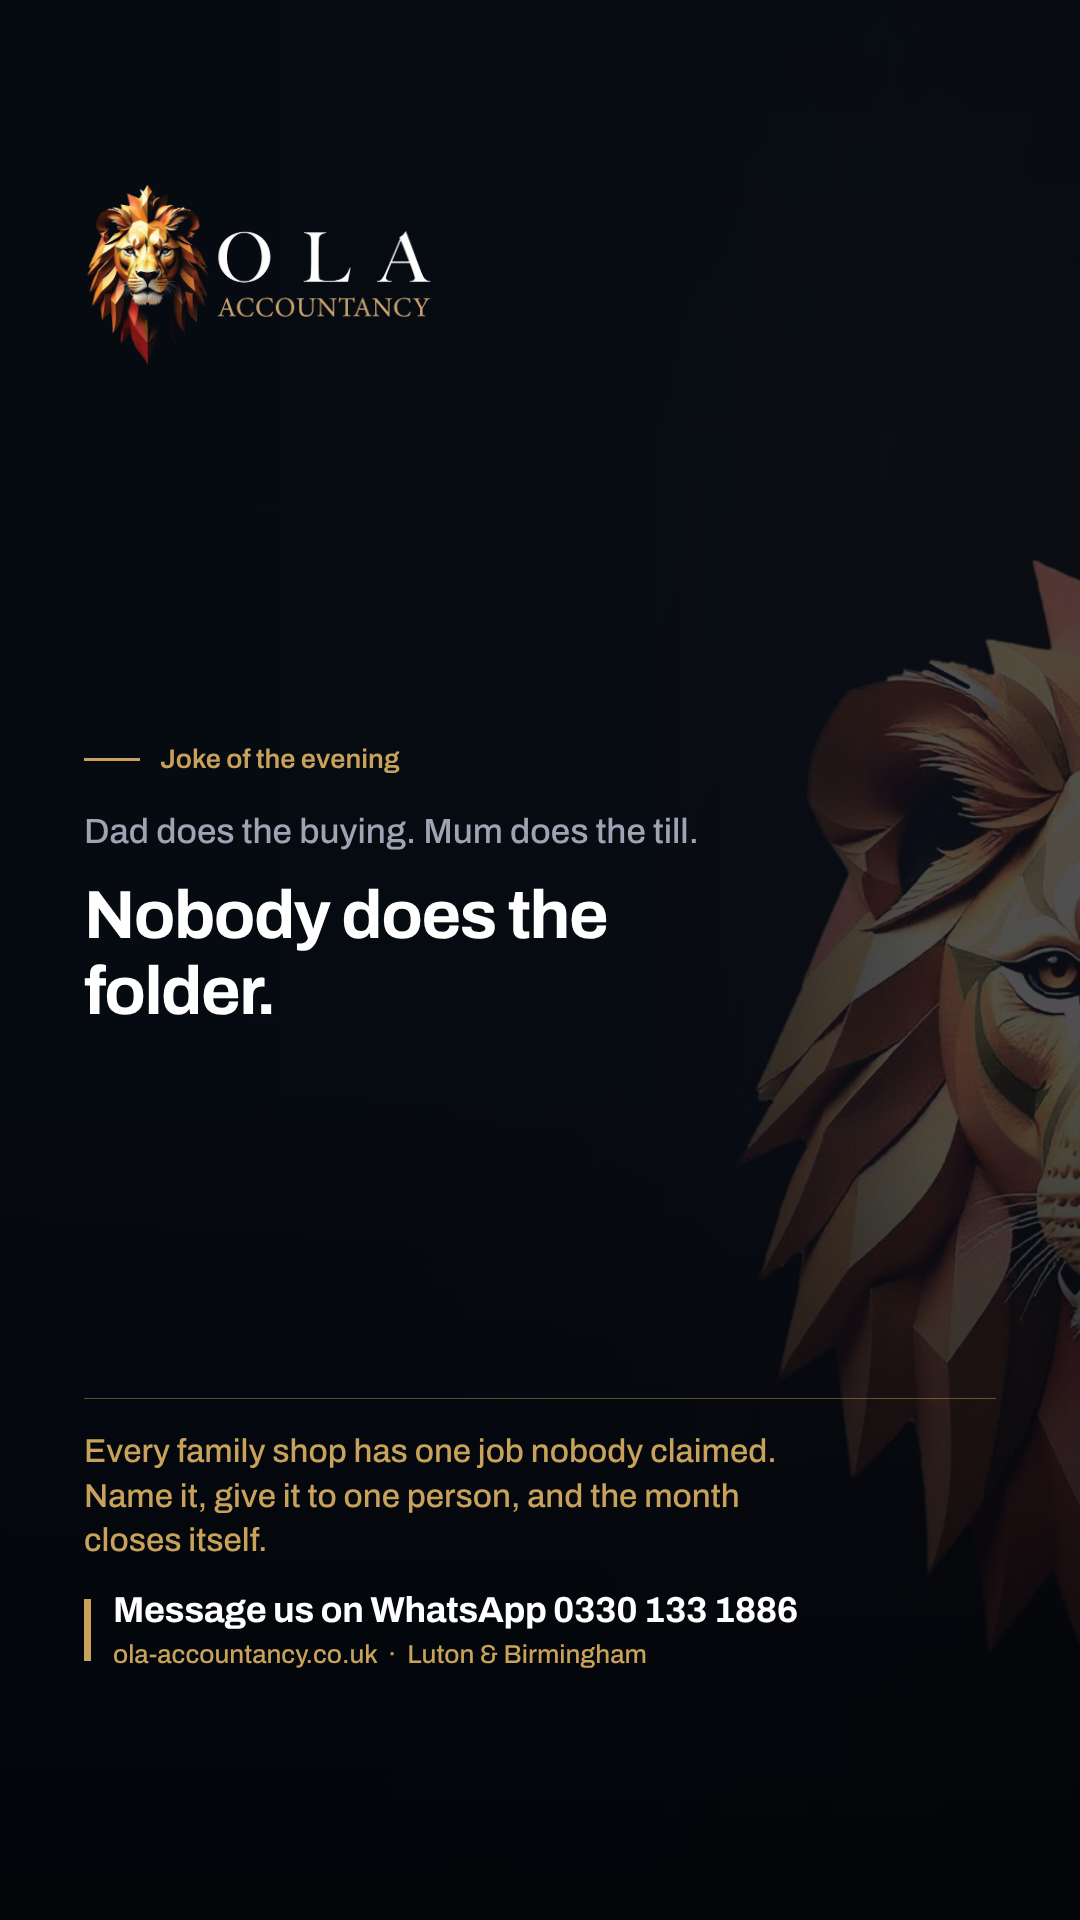 OLA
ACCOUNTANCY
Joke of the evening
Dad does the buying. Mum does the till.
Nobody does the
folder.
Every family shop has one job nobody claimed.
Name it, give it to one person, and the month
closes itself.
Message us on WhatsApp 0330 133 1886
ola-accountancy.co.uk · Luton & Birmingham